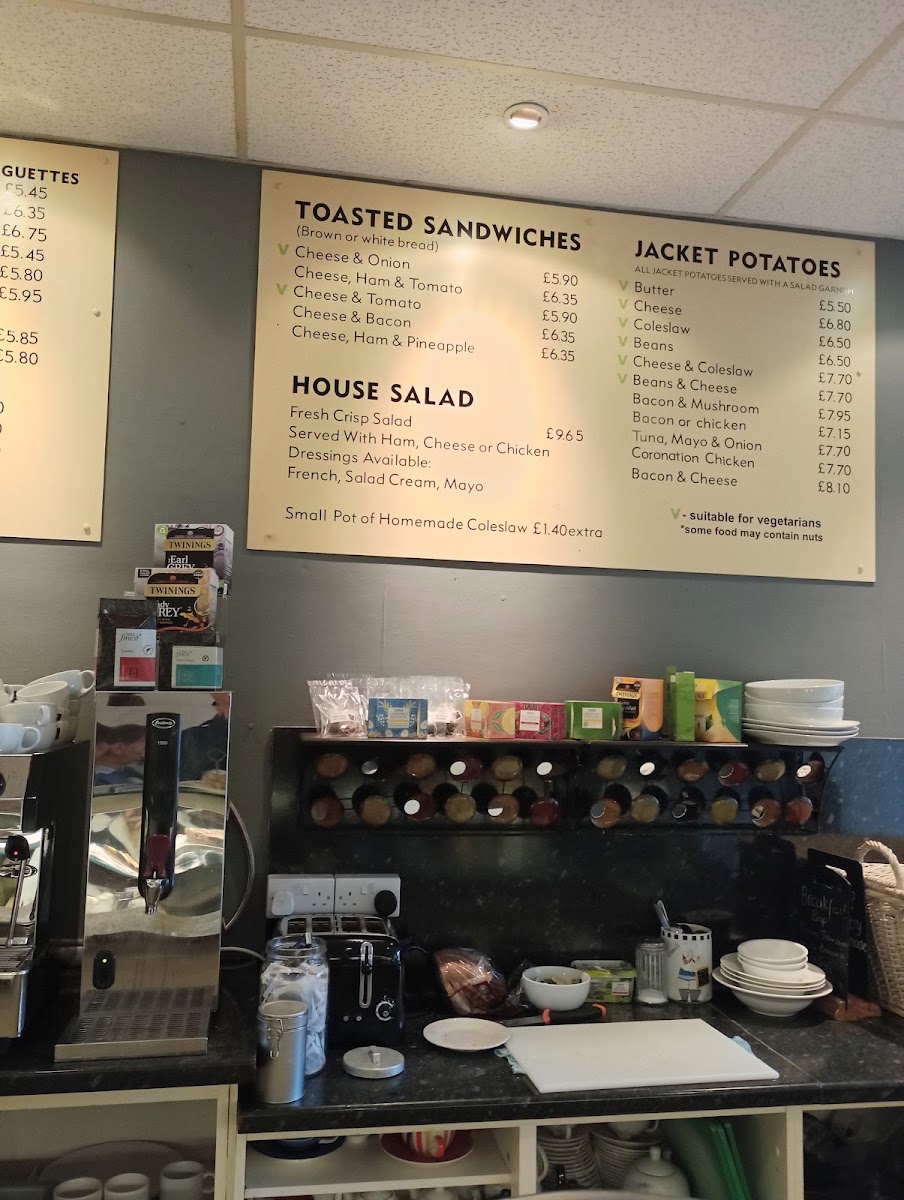 GUETTES
£5.45
£6.35
£6.75
£5.45
£5.80
£5.95
£5.85
£5.80
TOASTED SANDWICHES
(Brown or white bread)
V Cheese & Onion £5.90
Cheese, Ham & Tomato £6.35
V Cheese & Tomato £5.90
Cheese & Bacon £6.35
Cheese, Ham & Pineapple £6.35
HOUSE SALAD
Fresh Crisp Salad £9.65
Served With Ham, Cheese or Chicken
Dressings Available:
French, Salad Cream, Mayo
Small Pot of Homemade Coleslaw £1.40extra
JACKET POTATOES
ALL JACKET POTATOES SERVED WITH A SALAD GARNISH
V Butter £5.50
V Cheese £6.80
V Coleslaw £6.50
V Beans £6.50
V Cheese & Coleslaw £7.70
V Beans & Cheese £7.70
Bacon & Mushroom £7.95
Bacon or chicken £7.15
Tuna, Mayo & Onion £7.70
Coronation Chicken £7.70
Bacon & Cheese £8.10
V - suitable for vegetarians
*some food may contain nuts
TWININGS
Earl
GREY
TWININGS
REY
finest
finest
Breakfast